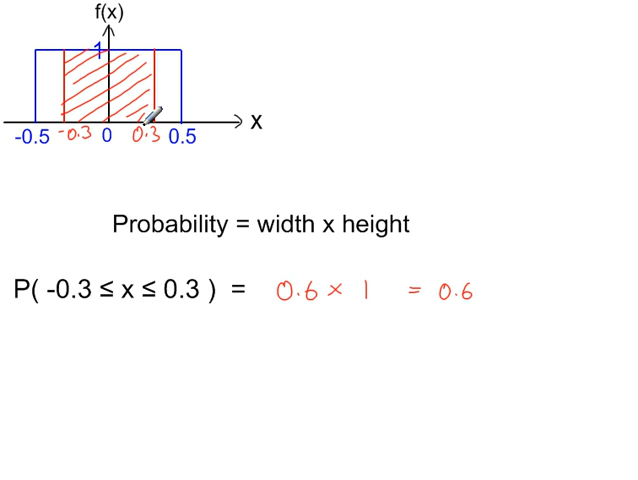 f(x)
1
x
-0.5 -0.3 0 0.3 0.5
Probability = width x height
P( -0.3 ≤ x ≤ 0.3 ) = 0.6 × 1 = 0.6